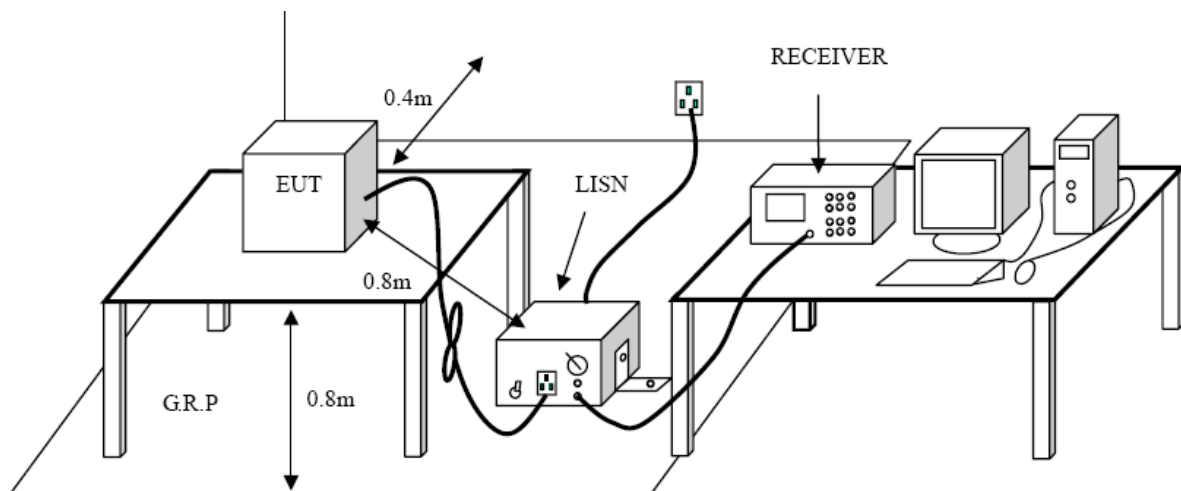 RECEIVER
0.4m
EUT
LISN
0.8m
G.R.P
0.8m